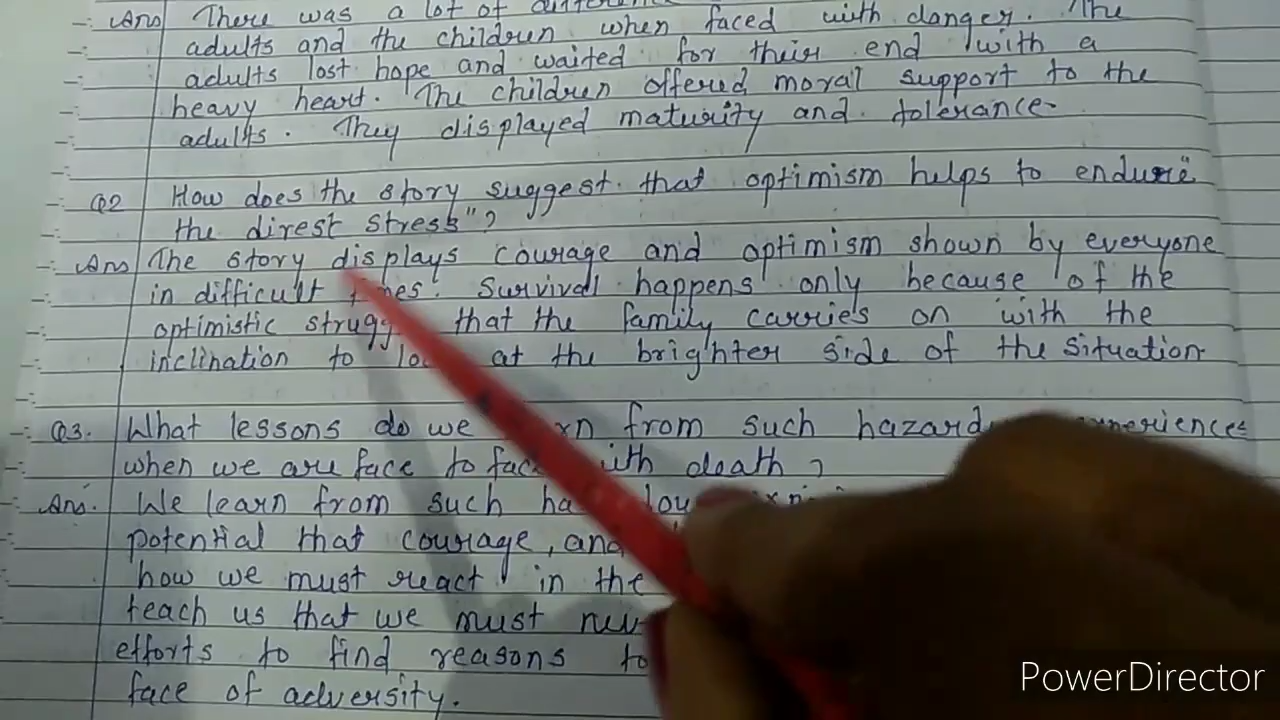 Ans There was a lot of
adults and the children when faced with danger. The
adults lost hope and waited for their end with a
heavy heart. The children offered moral support to the
adults. They displayed maturity and tolerance.
Q2 How does the story suggest that optimism helps to endure"
the direst stress"?
Ans The story displays courage and optimism shown by everyone
in difficult Survival happens only because of the
optimistic that the family carries on with the
inclination to at the brighter side of the situation
Q3. What lessons do we from such experiences
when we are face to death ?
Ans. We learn from such
potential that courage, and
how we must react in the
teach us that we must
efforts to find reasons to
face of adversity.
PowerDirector